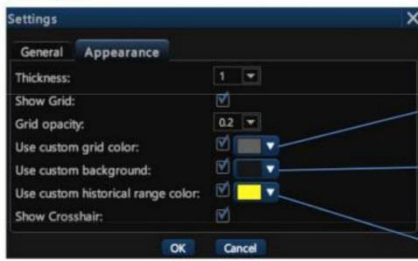 Settings
General Appearance
Thickness: 1
Show Grid:
Grid opacity: 0.2
Use custom grid color:
Use custom background:
Use custom historical range color:
Show Crosshair:
OK Cancel